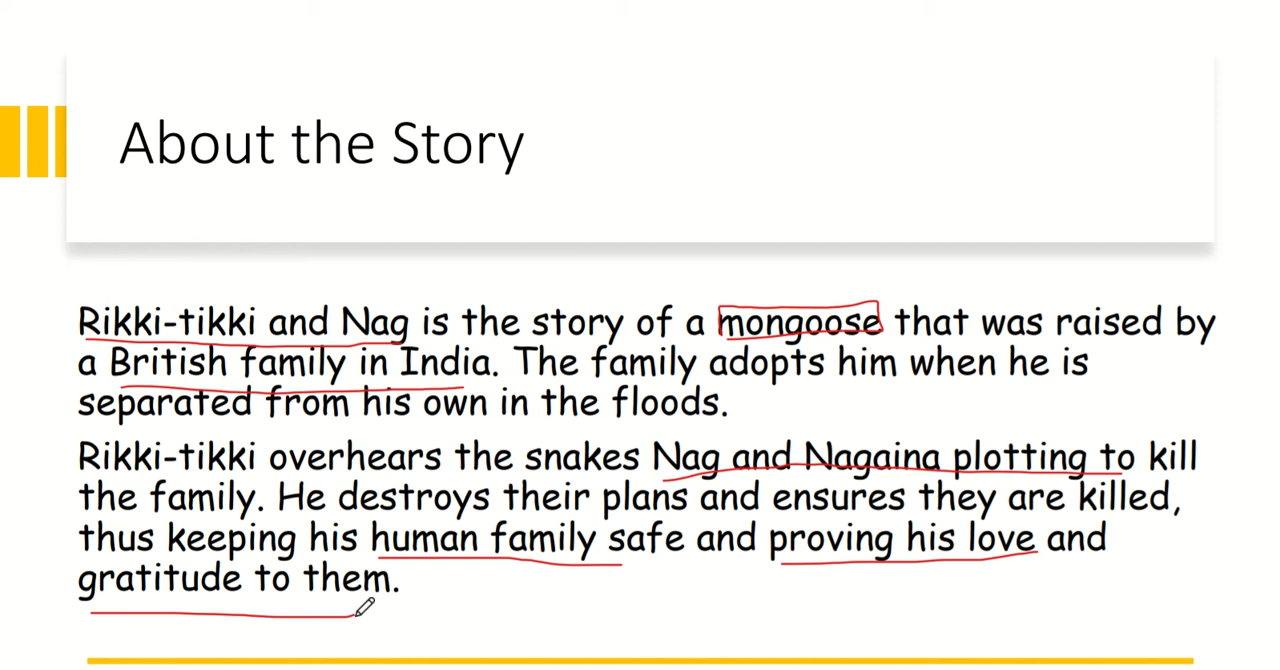 About the Story
Rikki-tikki and Nag is the story of a mongoose that was raised by
a British family in India. The family adopts him when he is
separated from his own in the floods.
Rikki-tikki overhears the snakes Nag and Nagaina plotting to kill
the family. He destroys their plans and ensures they are killed,
thus keeping his human family safe and proving his love and
gratitude to them.